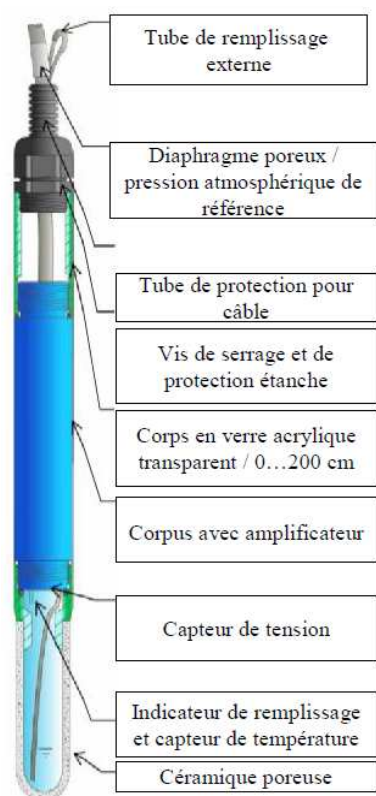 Tube de remplissage
externe
Diaphragme poreux /
pression atmosphérique de
référence
Tube de protection pour
câble
Vis de serrage et de
protection étanche
Corps en verre acrylique
transparent / 0…200 cm
Corpus avec amplificateur
Capteur de tension
Indicateur de remplissage
et capteur de température
Céramique poreuse